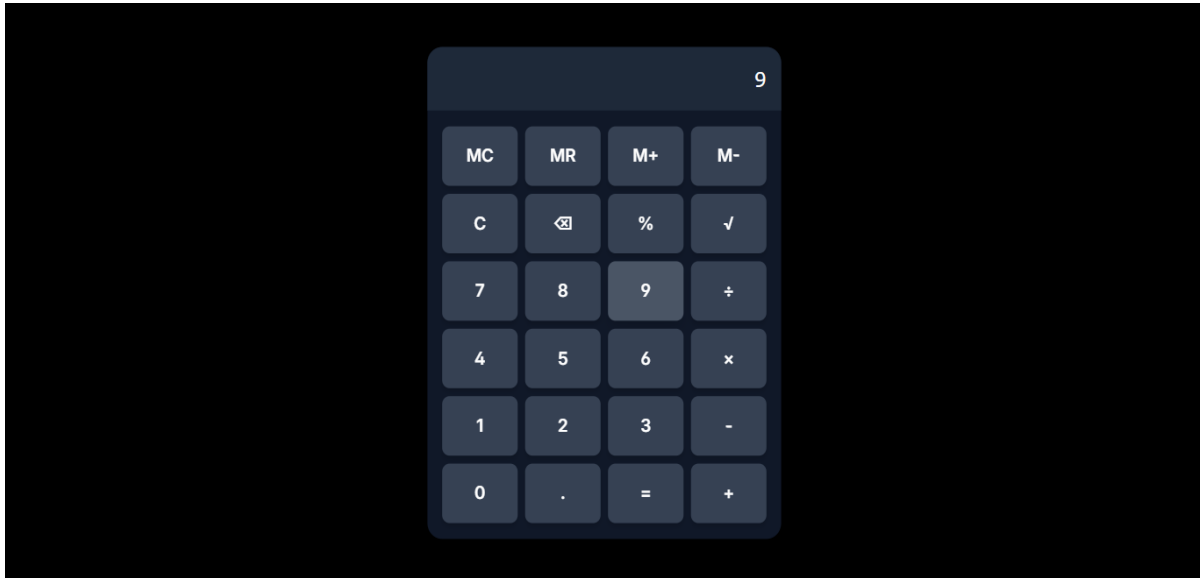 9
MC MR M+ M-
C ⌫ % √
7 8 9 ÷
4 5 6 ×
1 2 3 -
0 . = +